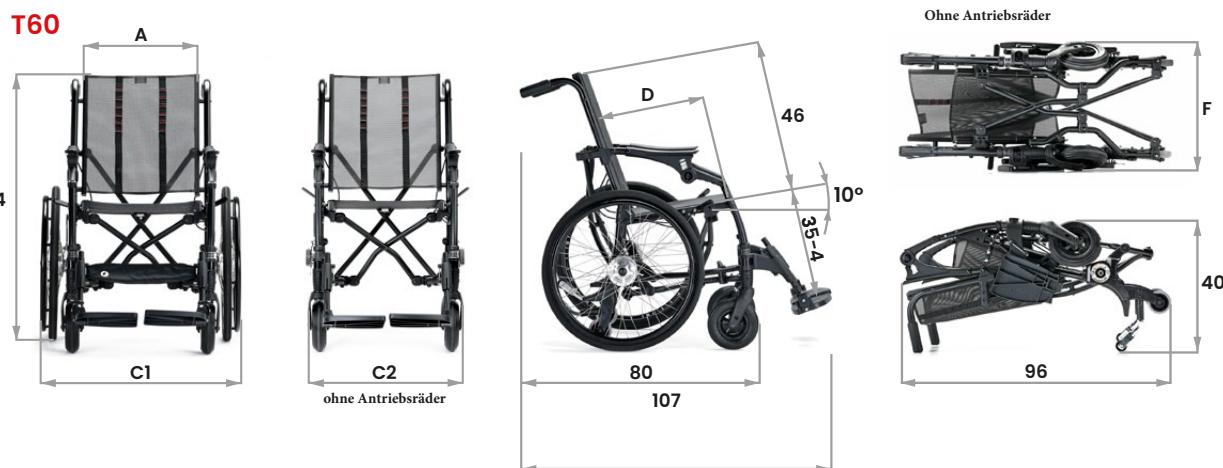 T60
A
4
C1
C2
ohne Antriebsräder
D
46
10°
35-4
80
107
Ohne Antriebsräder
F
40
96